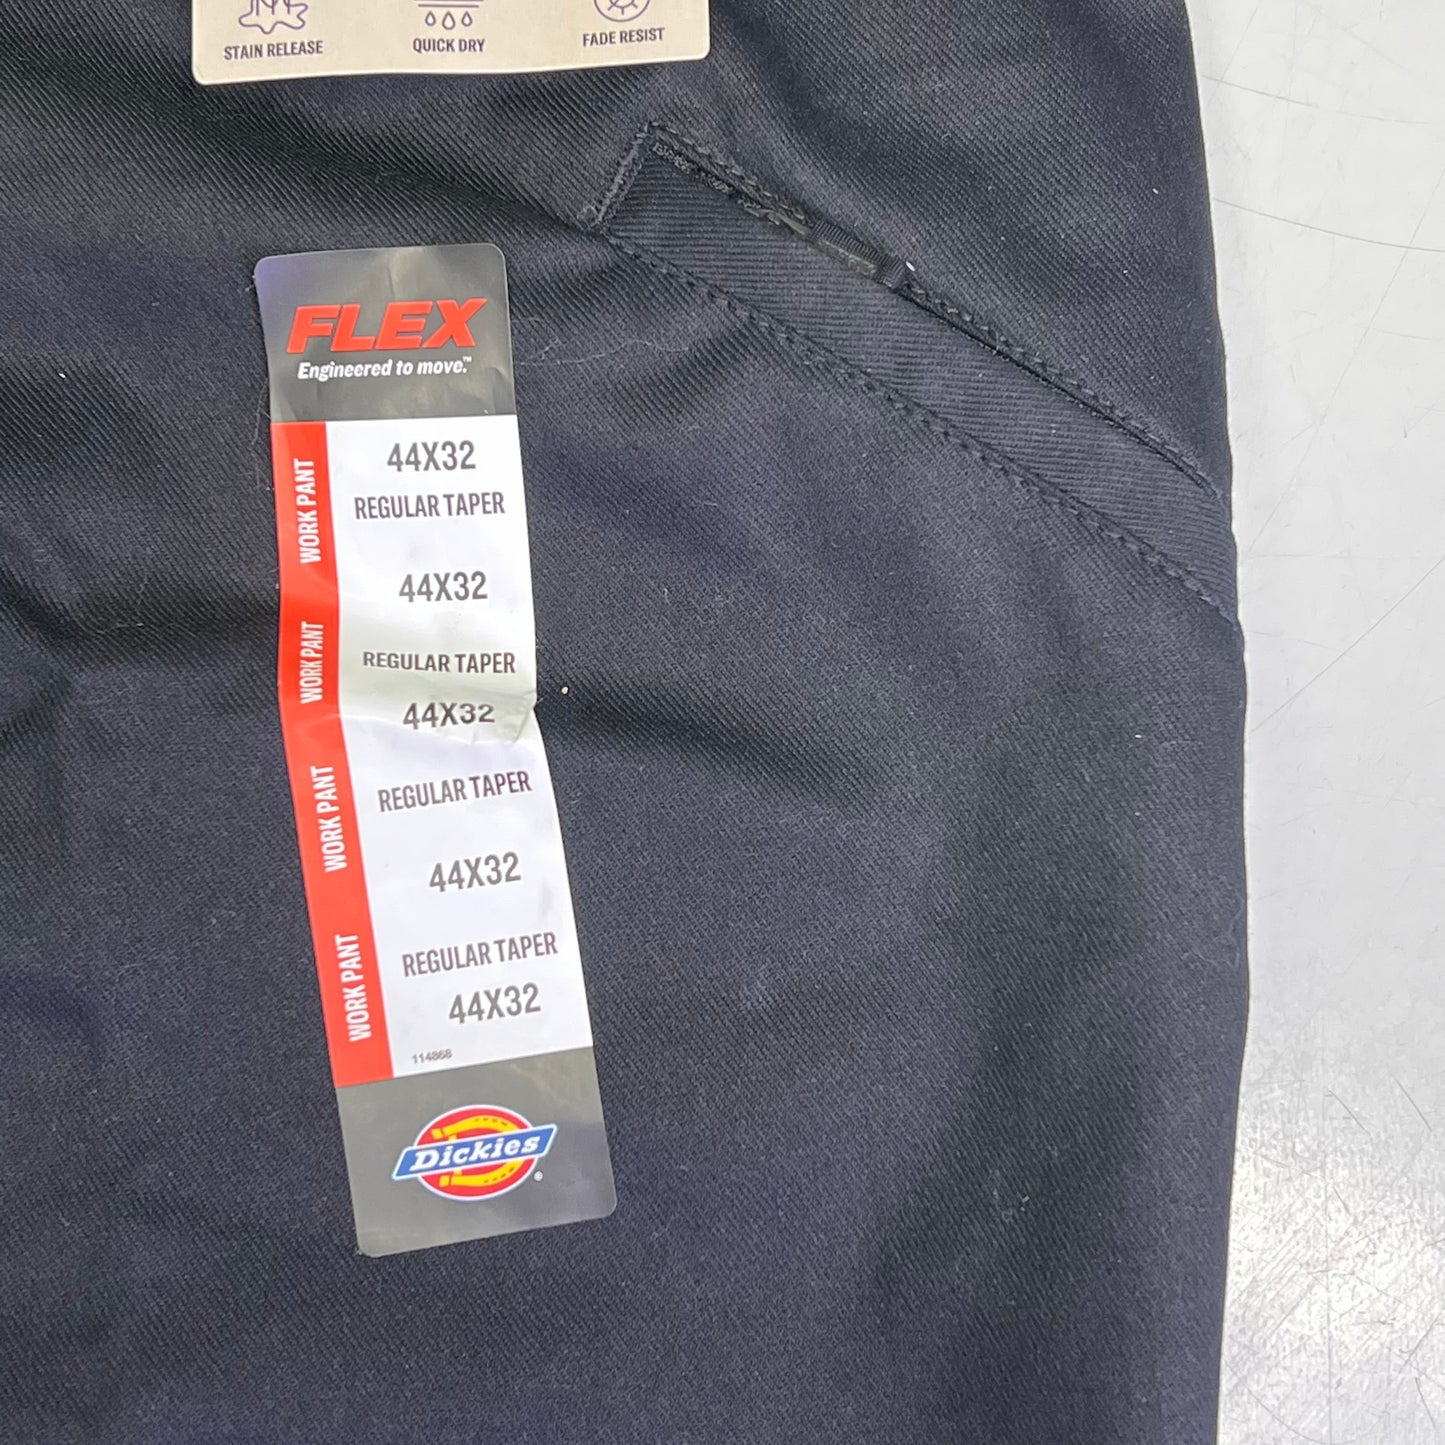 STAIN RELEASE
QUICK DRY
FADE RESIST
FLEX
Engineered to move.™
WORK PANT
44X32
REGULAR TAPER
WORK PANT
44X32
REGULAR TAPER
44X32
WORK PANT
REGULAR TAPER
44X32
WORK PANT
REGULAR TAPER
44X32
114868
Dickies®